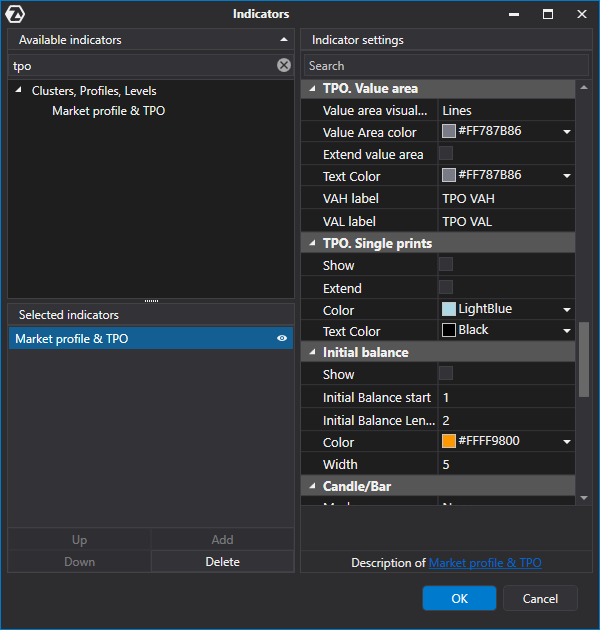 Indicators
Available indicators
tpo
Clusters, Profiles, Levels
Market profile & TPO
Selected indicators
Market profile & TPO
Up Add
Down Delete
Indicator settings
Search
TPO. Value area
Value area visual... Lines
Value Area color #FF787B86
Extend value area
Text Color #FF787B86
VAH label TPO VAH
VAL label TPO VAL
TPO. Single prints
Show
Extend
Color LightBlue
Text Color Black
Initial balance
Show
Initial Balance start 1
Initial Balance Len... 2
Color #FFFF9800
Width 5
Candle/Bar
Description of Market profile & TPO
OK Cancel